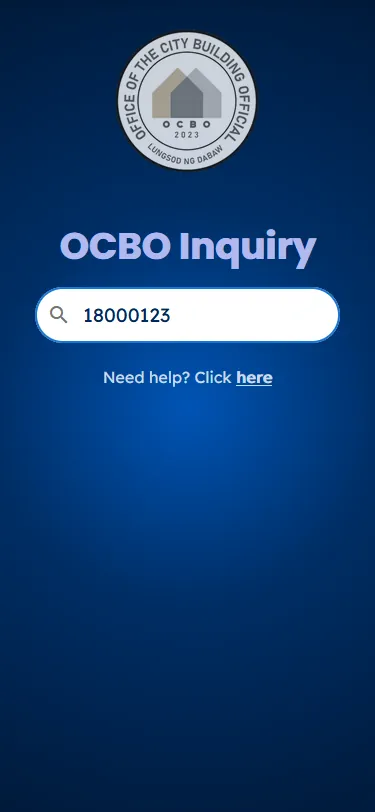 OFFICE OF THE CITY BUILDING OFFICIAL
OCBO
2023
LUNGSOD NG DABAW
OCBO Inquiry
18000123
Need help? Click here